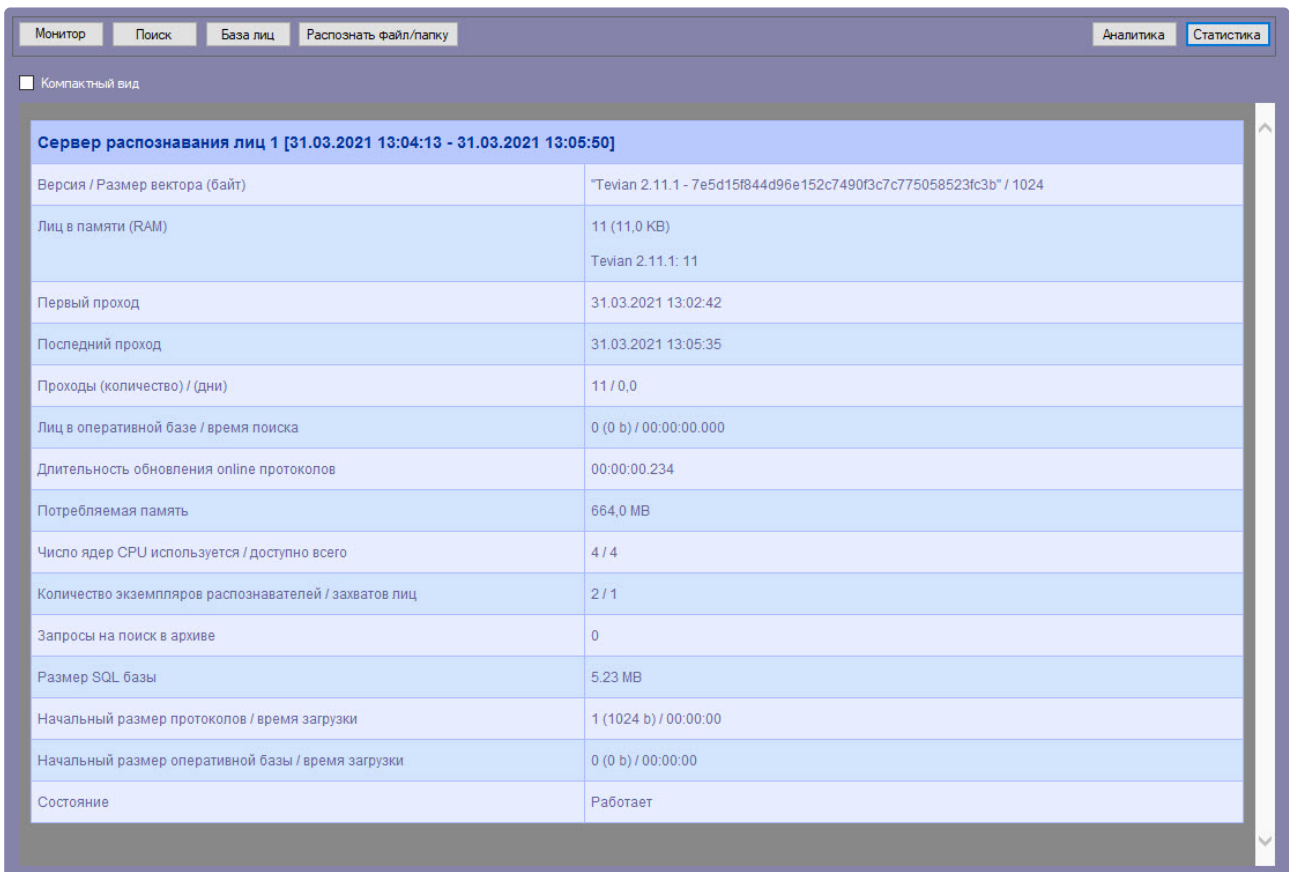 Монитор Поиск База лиц Распознать файл/папку Аналитика Статистика
Компактный вид
Сервер распознавания лиц 1 [31.03.2021 13:04:13 - 31.03.2021 13:05:50]
Версия / Размер вектора (байт) "Tevian 2.11.1 - 7e5d15f844d96e152c7490f3c7c775058523fc3b" / 1024
Лиц в памяти (RAM) 11 (11,0 KB)
Tevian 2.11.1: 11
Первый проход 31.03.2021 13:02:42
Последний проход 31.03.2021 13:05:35
Проходы (количество) / (дни) 11 / 0,0
Лиц в оперативной базе / время поиска 0 (0 b) / 00:00:00.000
Длительность обновления online протоколов 00:00:00.234
Потребляемая память 664,0 MB
Число ядер CPU используется / доступно всего 4 / 4
Количество экземпляров распознавателей / захватов лиц 2 / 1
Запросы на поиск в архиве 0
Размер SQL базы 5.23 MB
Начальный размер протоколов / время загрузки 1 (1024 b) / 00:00:00
Начальный размер оперативной базы / время загрузки 0 (0 b) / 00:00:00
Состояние Работает